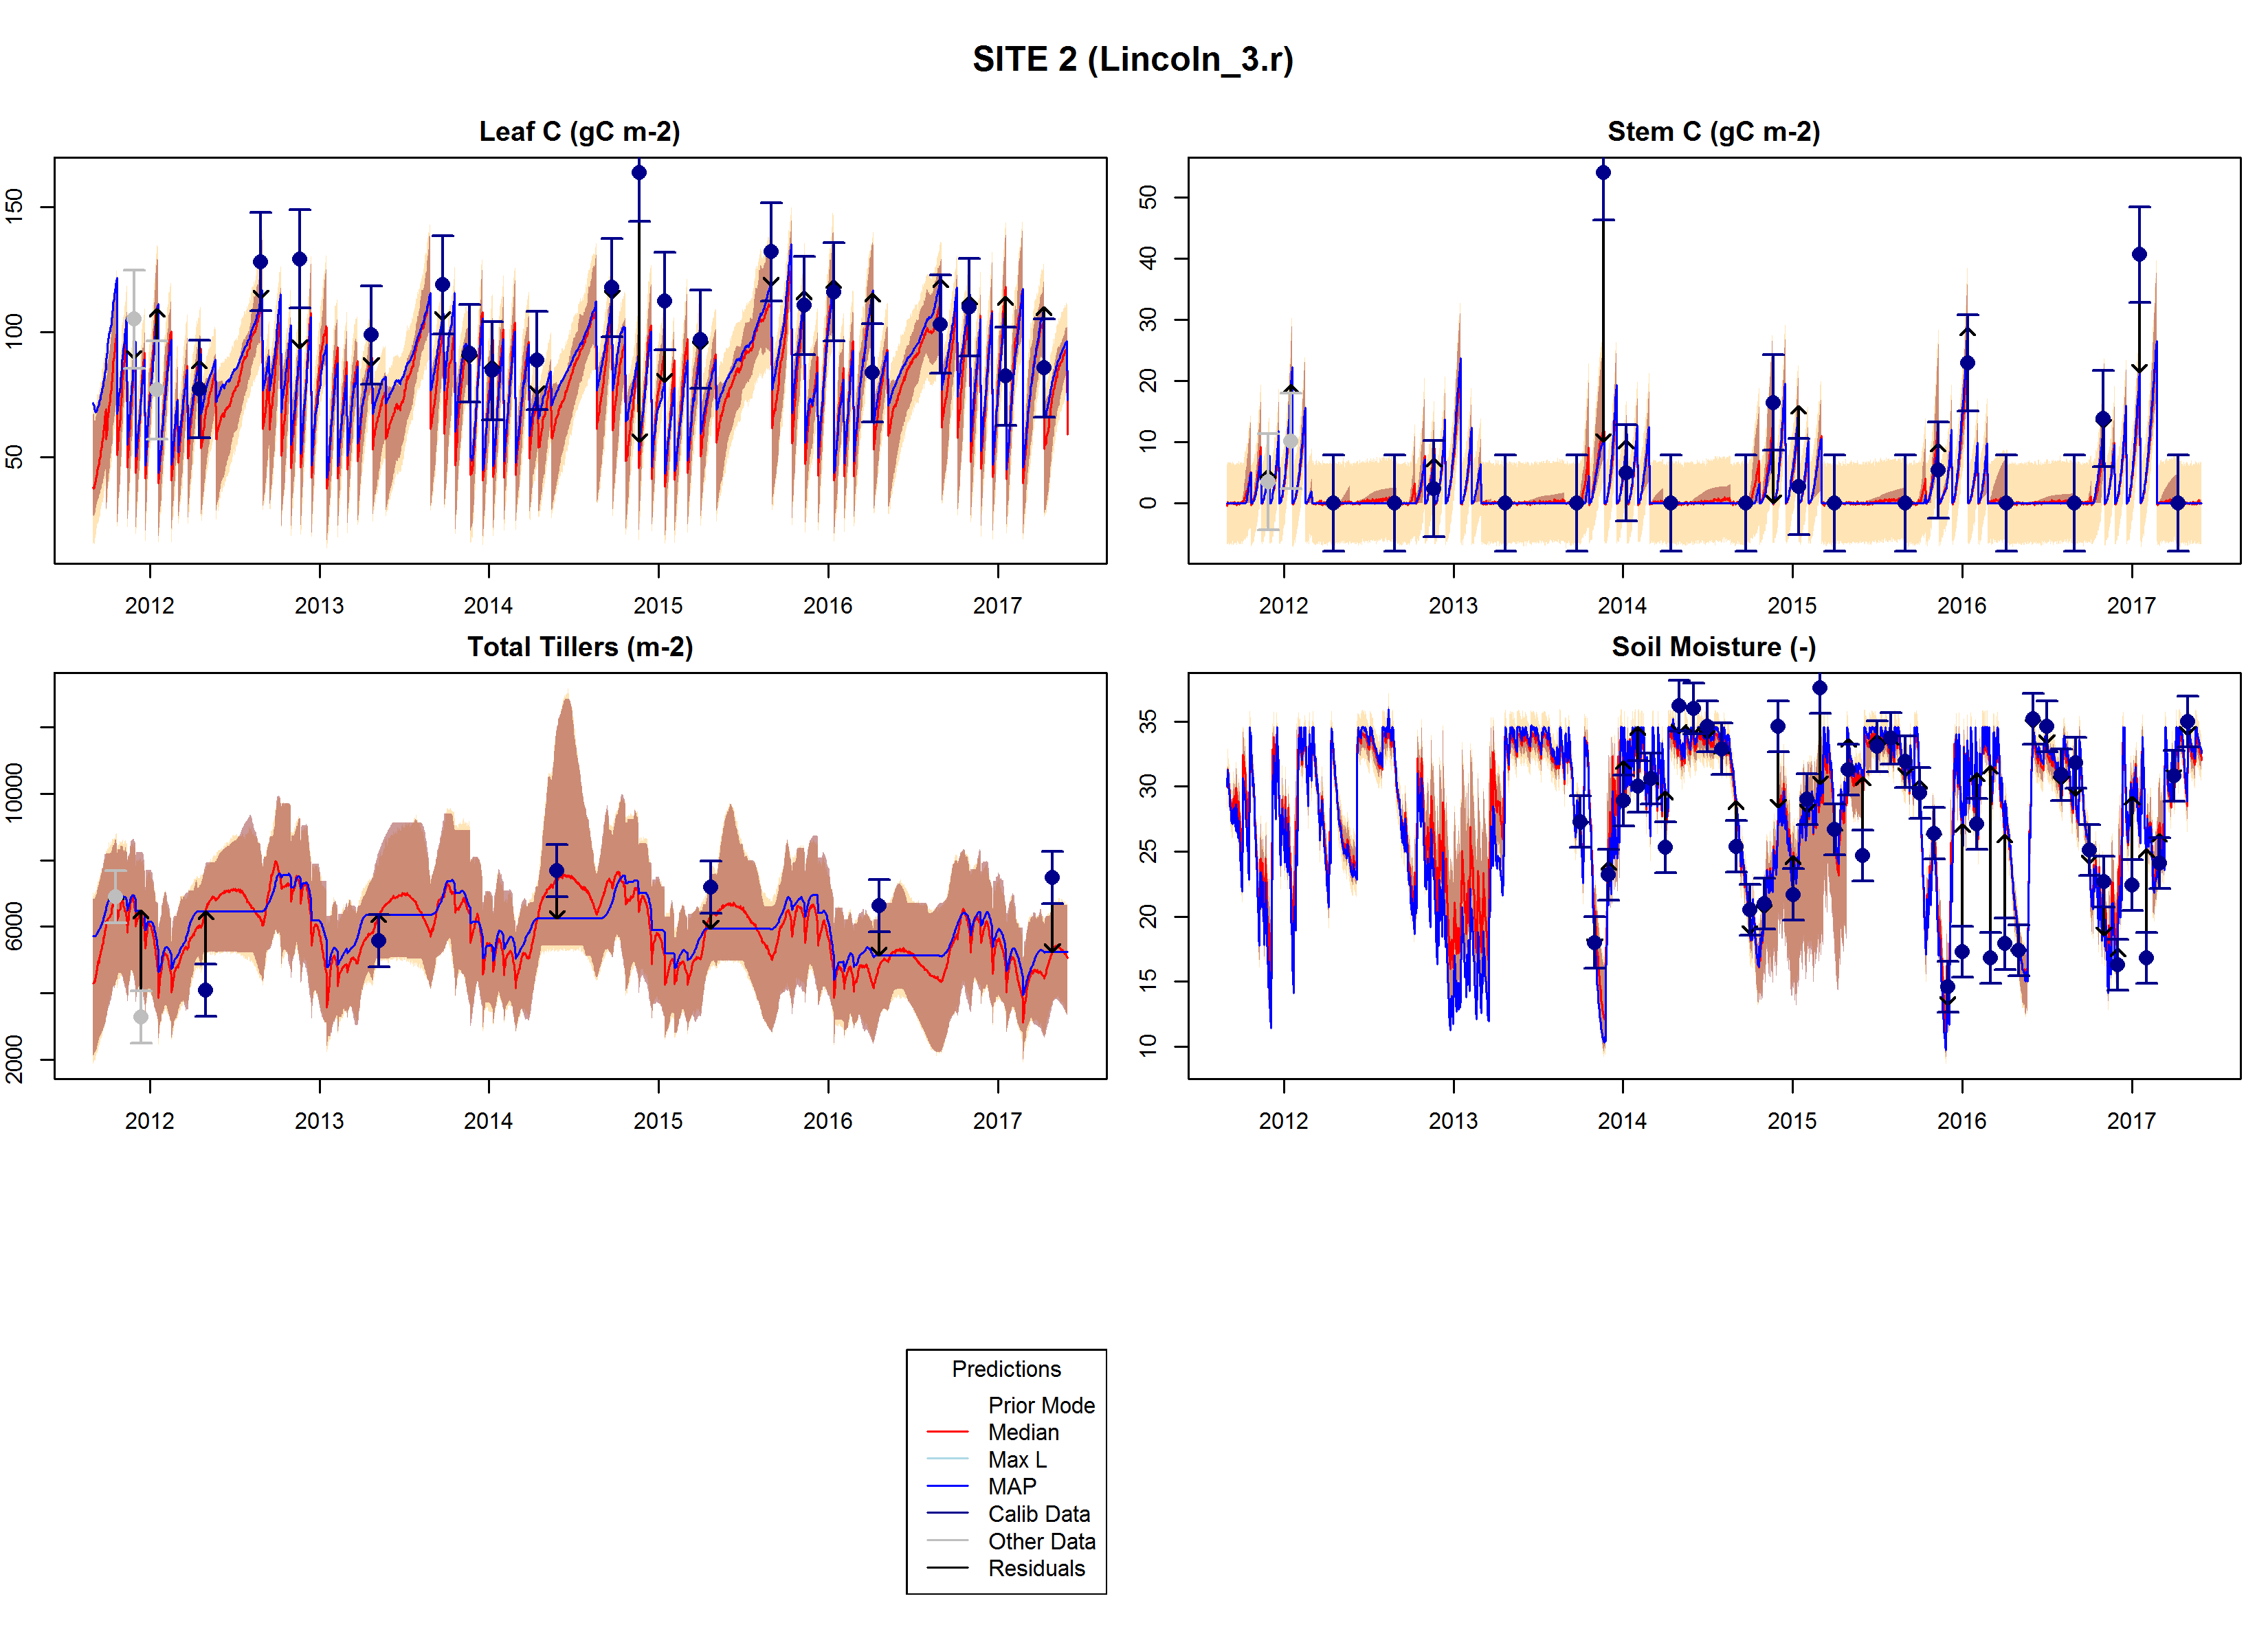 SITE 2 (Lincoln_3.r)
Leaf C (gC m-2)
150
100
50
2012 2013 2014 2015 2016 2017
Stem C (gC m-2)
50
40
30
20
10
0
2012 2013 2014 2015 2016 2017
Total Tillers (m-2)
10000
6000
2000
2012 2013 2014 2015 2016 2017
Soil Moisture (-)
35
30
25
20
15
10
2012 2013 2014 2015 2016 2017
Predictions
Prior Mode
Median
Max L
MAP
Calib Data
Other Data
Residuals